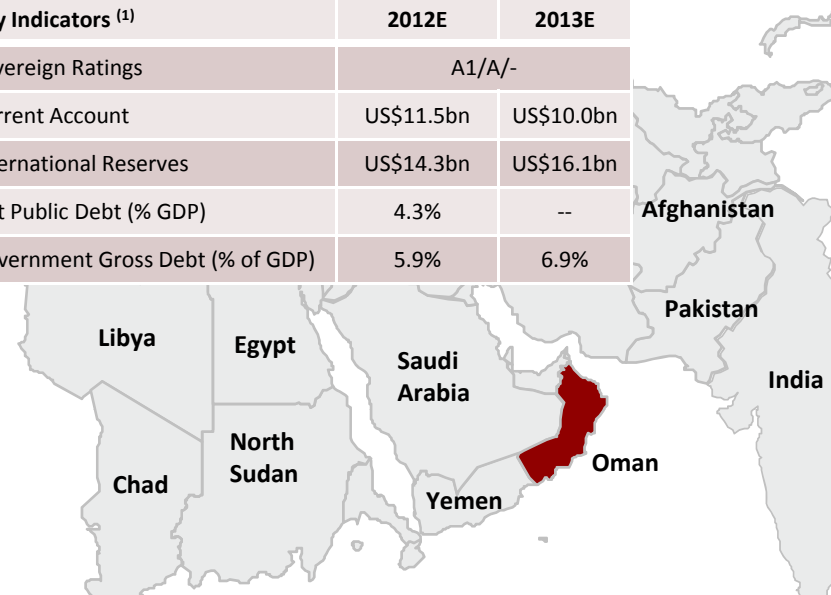 y Indicators (1) 2012E 2013E
vereign Ratings A1/A/-
rrent Account US$11.5bn US$10.0bn
ernational Reserves US$14.3bn US$16.1bn
t Public Debt (% GDP) 4.3% --
vernment Gross Debt (% of GDP) 5.9% 6.9%
Afghanistan
Pakistan
Libya
Egypt
Saudi
Arabia
India
North
Sudan
Oman
Chad
Yemen